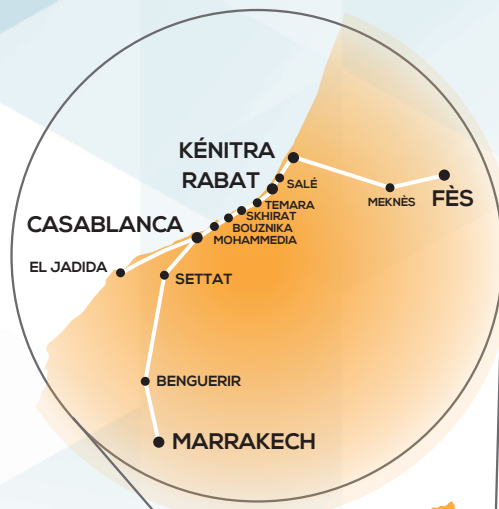 KÉNITRA
RABAT
SALÉ
MEKNÈS
FÈS
TEMARA
SKHIRAT
CASABLANCA
BOUZNIKA
MOHAMMEDIA
EL JADIDA
SETTAT
BENGUERIR
MARRAKECH